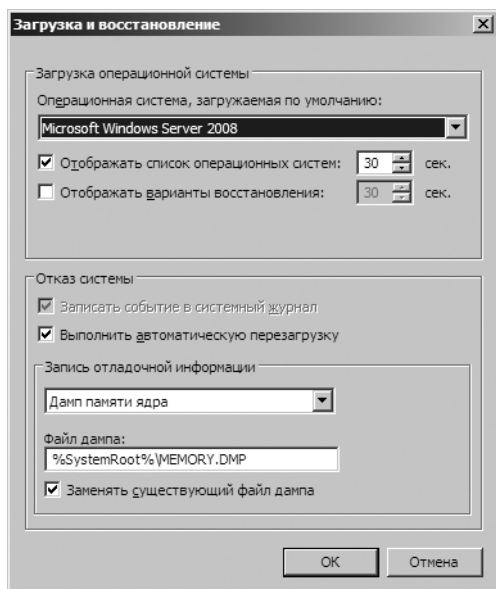 Загрузка и восстановление
Загрузка операционной системы
Операционная система, загружаемая по умолчанию:
Microsoft Windows Server 2008
Отображать список операционных систем: 30 сек.
Отображать варианты восстановления: 30 сек.
Отказ системы
Записать событие в системный журнал
Выполнить автоматическую перезагрузку
Запись отладочной информации
Дамп памяти ядра
Файл дампа:
%SystemRoot%\MEMORY.DMP
Заменять существующий файл дампа
ОК Отмена